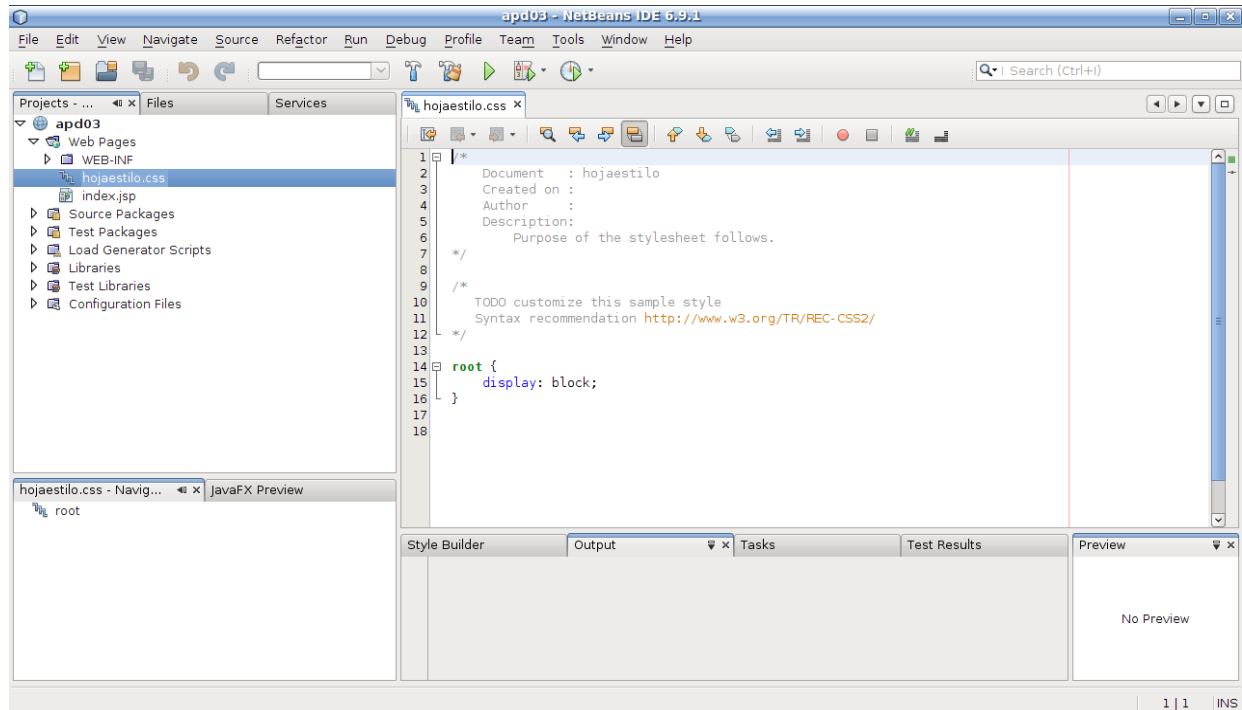 apd03 - NetBeans IDE 6.9.1
File Edit View Navigate Source Refactor Run Debug Profile Team Tools Window Help
Search (Ctrl+I)
Projects - ... Files Services
apd03
Web Pages
WEB-INF
hojaestilo.css
index.jsp
Source Packages
Test Packages
Load Generator Scripts
Libraries
Test Libraries
Configuration Files
hojaestilo.css - Navig... JavaFX Preview
root
hojaestilo.css
1 /*
2 Document : hojaestilo
3 Created on :
4 Author :
5 Description:
6 Purpose of the stylesheet follows.
7 */
8
9 /*
10 TODO customize this sample style
11 Syntax recommendation http://www.w3.org/TR/REC-CSS2/
12 */
13
14 root {
15 display: block;
16 }
17
18
Style Builder Output Tasks Test Results Preview
No Preview
1 | 1 INS